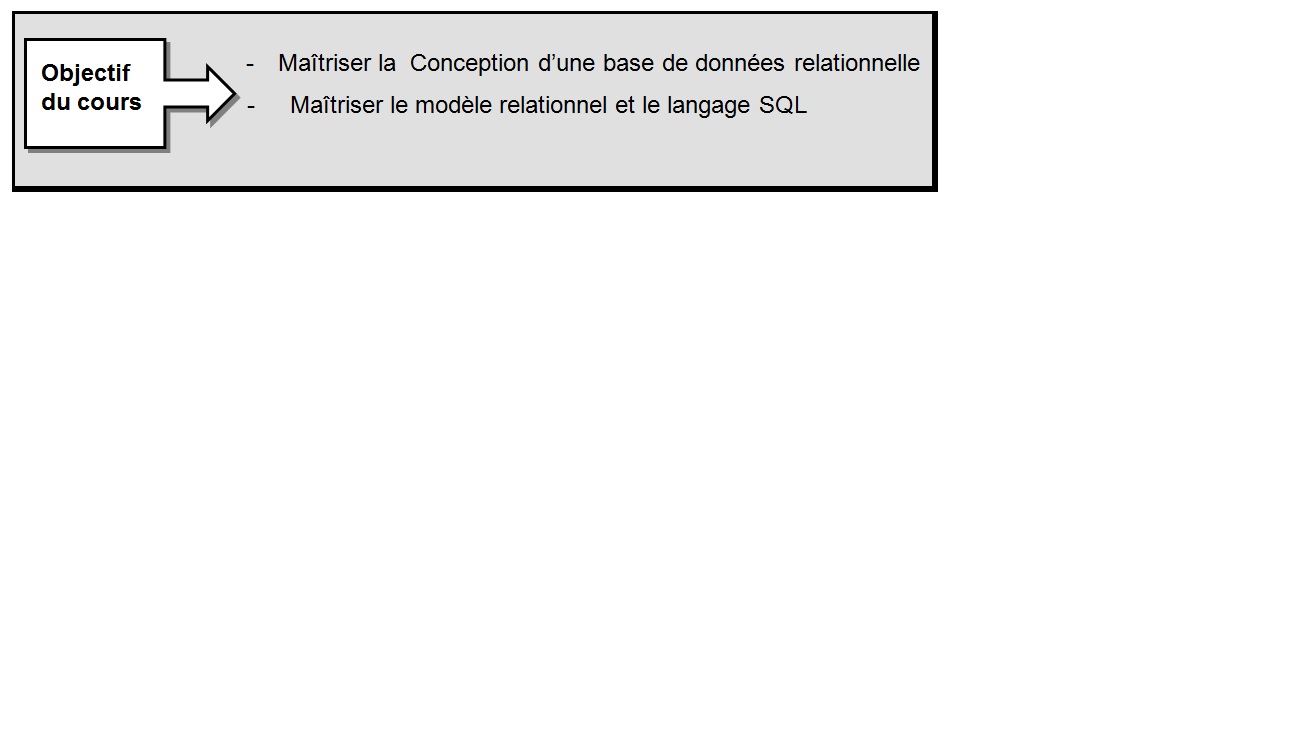 Objectif
du cours
- Maîtriser la Conception d’une base de données relationnelle
- Maîtriser le modèle relationnel et le langage SQL